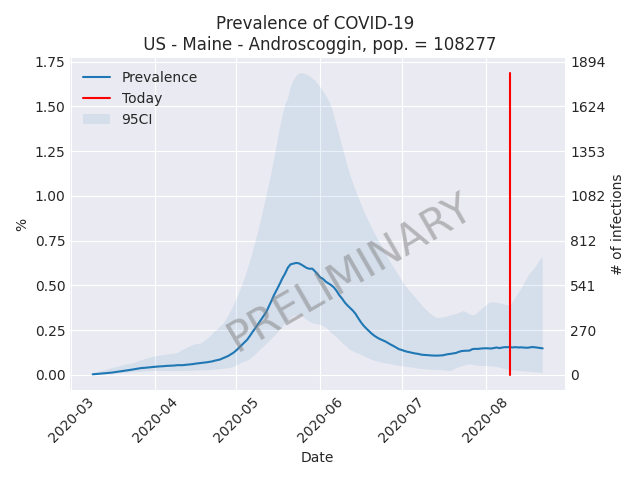 Prevalence of COVID-19
US - Maine - Androscoggin, pop. = 108277
Prevalence
Today
95CI
PRELIMINARY
%
1.75
1.50
1.25
1.00
0.75
0.50
0.25
0.00
1894
1624
1353
1082
812
541
270
0
# of infections
2020-03
2020-04
2020-05
2020-06
2020-07
2020-08
Date